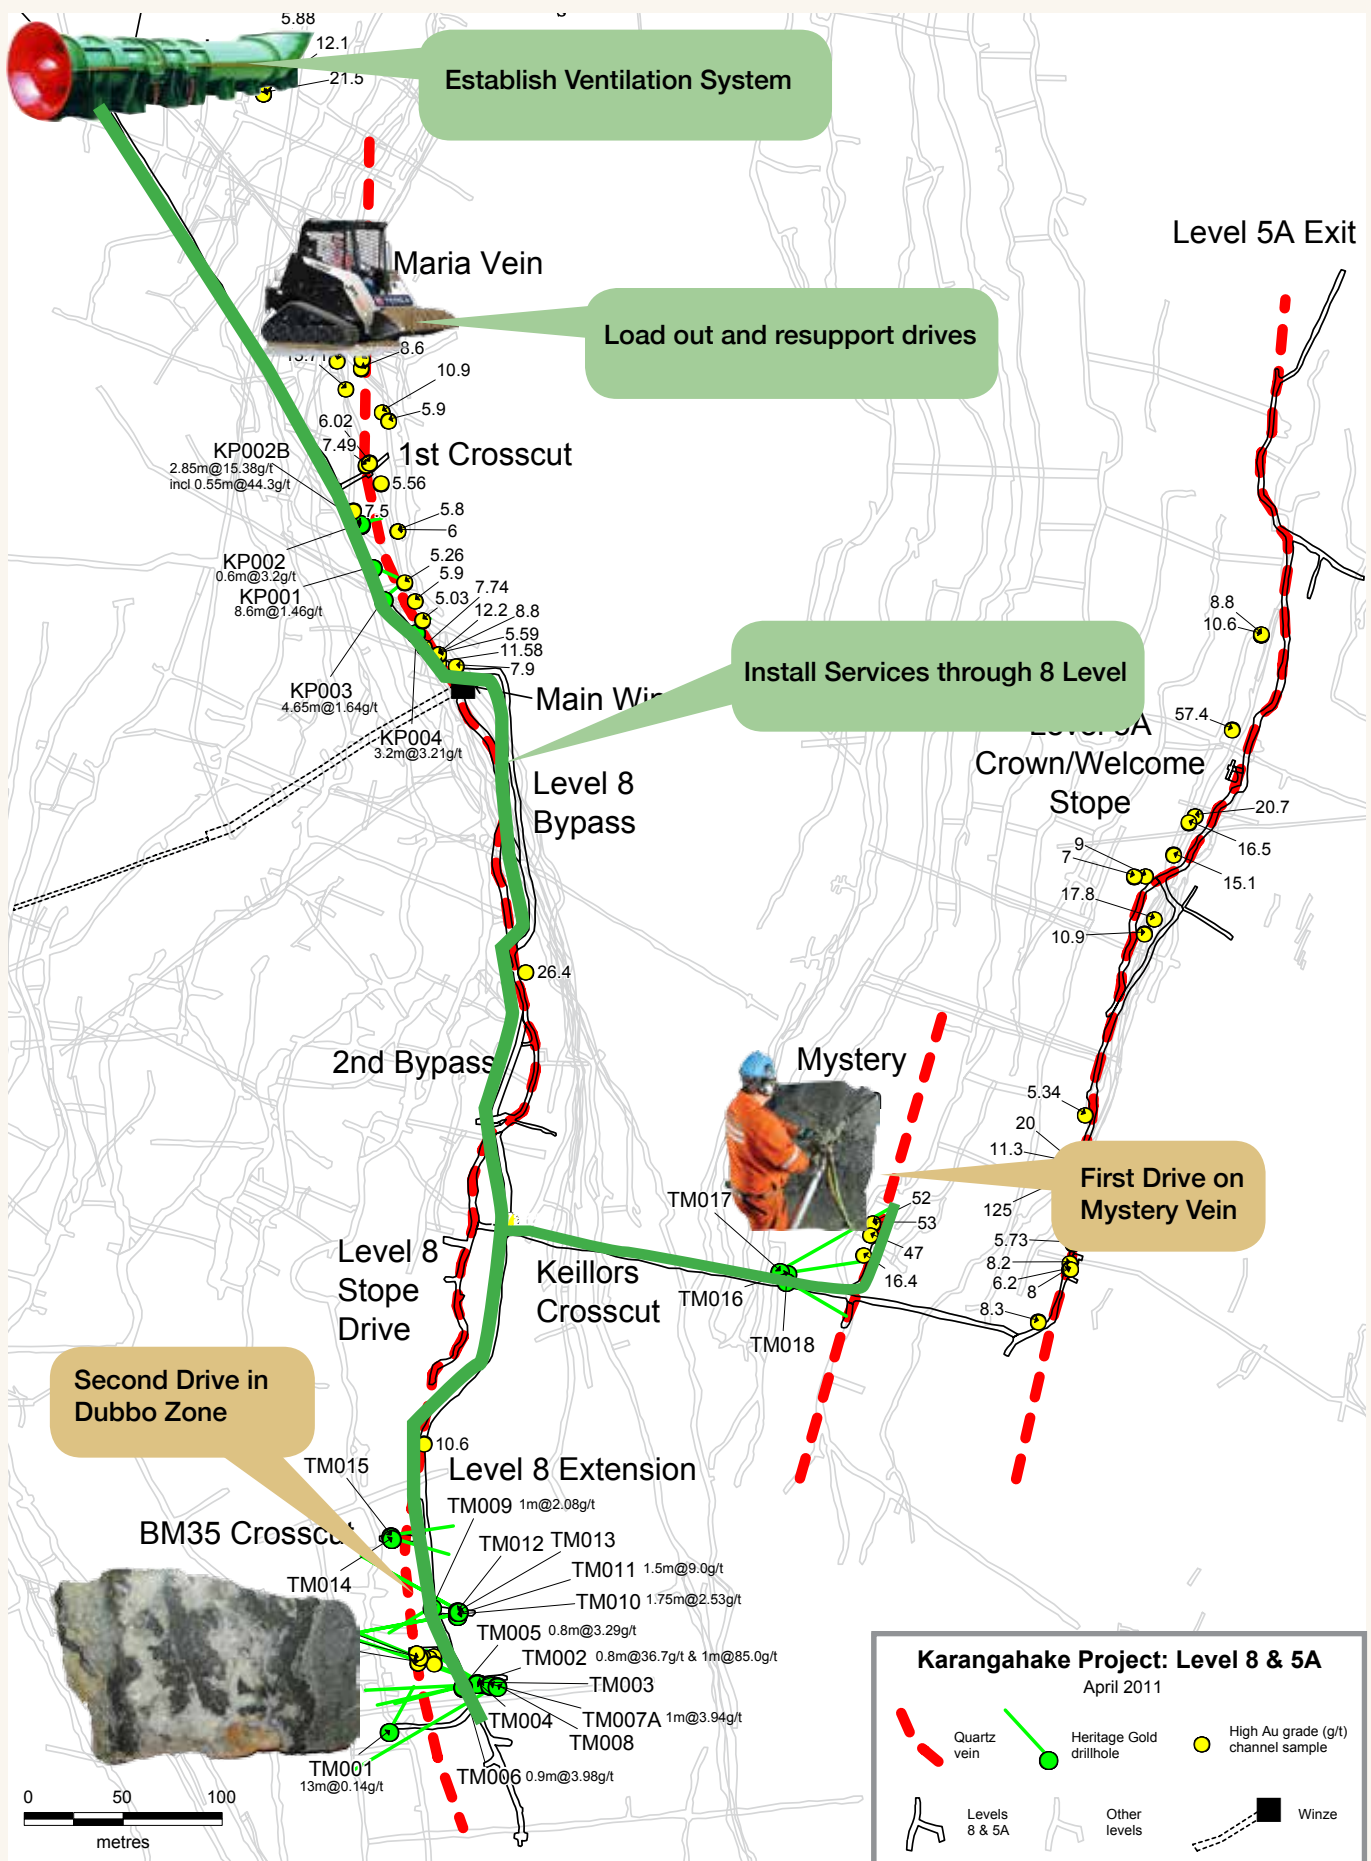 5.88
12.1
21.5
Establish Ventilation System
Level 5A Exit
Maria Vein
Load out and resupport drives
8.6
10.9
5.9
6.02
7.49
1st Crosscut
KP002B
2.85m@15.38g/t
incl 0.55m@44.3g/t
5.56
7.5
5.8
6
KP002
0.6m@3.2g/t
5.26
5.9
KP001
8.6m@1.46g/t
5.03
7.74
12.2
8.8
5.59
11.58
7.9
8.8
10.6
Install Services through 8 Level
KP003
4.65m@1.64g/t
Main
KP004
3.2m@3.21g/t
57.4
Level 5A
Crown/Welcome
Stope
Level 8
Bypass
20.7
16.5
15.1
9
7
17.8
10.9
26.4
2nd Bypass
Mystery
5.34
20
11.3
125
5.73
8.2
6.2
8
8.3
First Drive on
Mystery Vein
TM017
52
53
47
16.4
TM016
TM018
Level 8
Stope
Drive
Keillors
Crosscut
Second Drive in
Dubbo Zone
10.6
TM015
Level 8 Extension
TM009 1m@2.08g/t
BM35 Crosscut
TM012
TM013
TM014
TM011 1.5m@9.0g/t
TM010 1.75m@2.53g/t
TM005 0.8m@3.29g/t
TM002 0.8m@36.7g/t & 1m@85.0g/t
TM003
TM004
TM007A 1m@3.94g/t
TM008
TM001
13m@0.14g/t
TM006 0.9m@3.98g/t
0 50 100
metres
Karangahake Project: Level 8 & 5A
April 2011
Quartz
vein
Heritage Gold
drillhole
High Au grade (g/t)
channel sample
Levels
8 & 5A
Other
levels
Winze